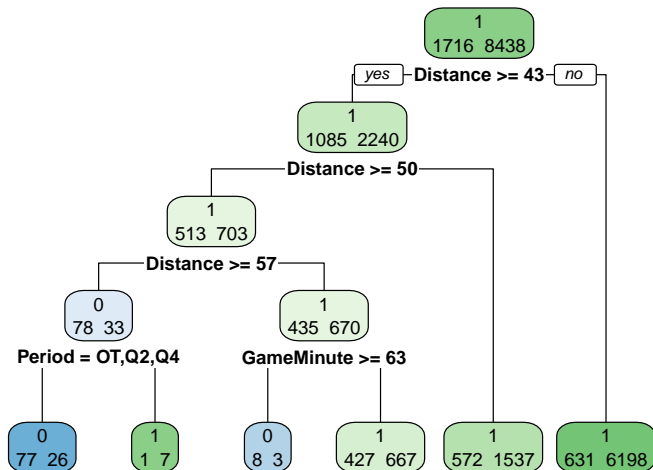 1
1716 8438
yes Distance >= 43 no
1
1085 2240
Distance >= 50
1
513 703
Distance >= 57
0 1
78 33 435 670
Period = OT,Q2,Q4 GameMinute >= 63
0 1 0 1 1 1
77 26 1 7 8 3 427 667 572 1537 631 6198